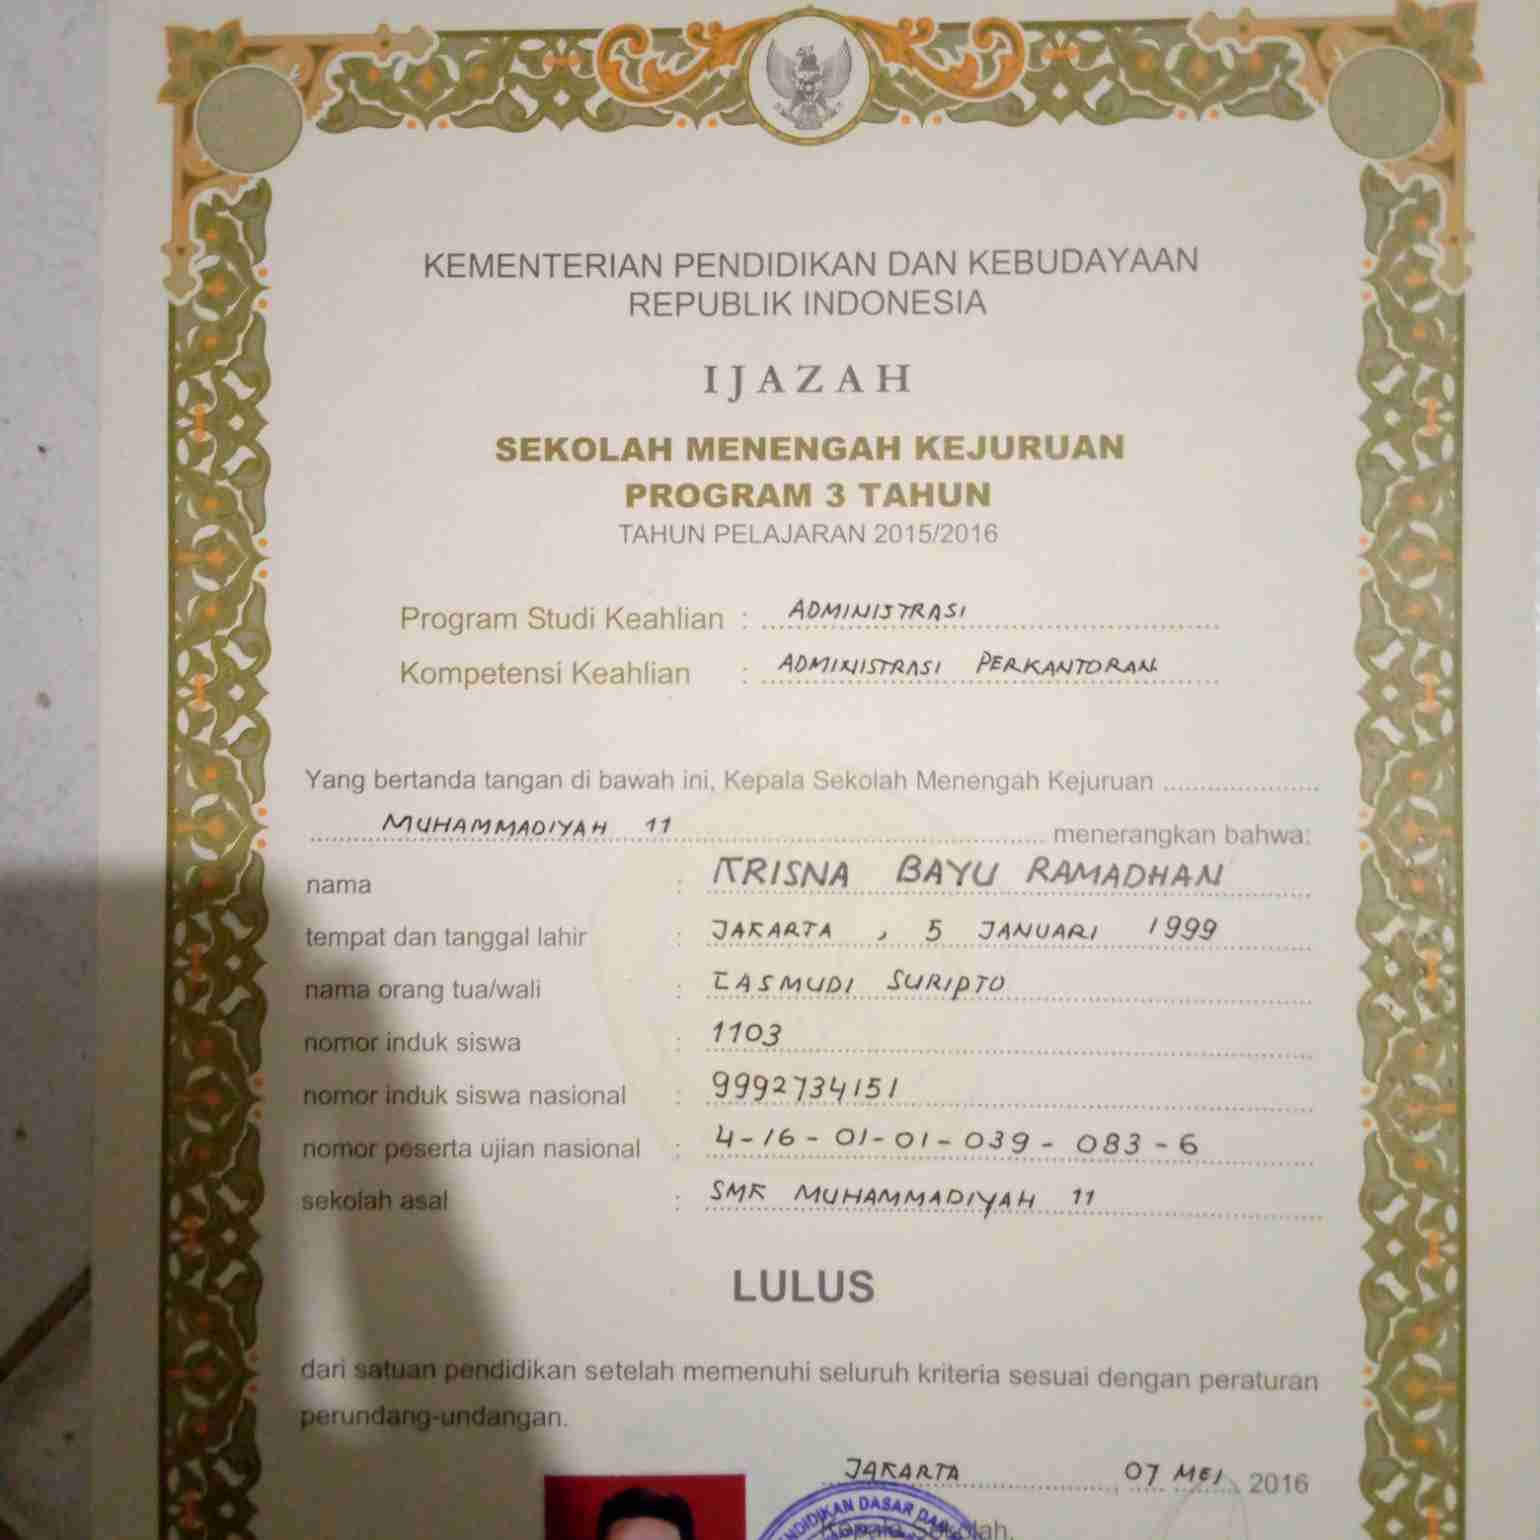 KEMENTERIAN PENDIDIKAN DAN KEBUDAYAAN
REPUBLIK INDONESIA
IJAZAH
SEKOLAH MENENGAH KEJURUAN
PROGRAM 3 TAHUN
TAHUN PELAJARAN 2015/2016
Program Studi Keahlian : ADMINISTRASI
Kompetensi Keahlian : ADMINISTRASI PERKANTORAN
Yang bertanda tangan di bawah ini, Kepala Sekolah Menengah Kejuruan
MUHAMMADIYAH 11 menerangkan bahwa:
nama : KRISNA BAYU RAMADHAN
tempat dan tanggal lahir : JAKARTA , 5 JANUARI 1999
nama orang tua/wali : SURIPTO
nomor induk siswa : 1103
nomor induk siswa nasional : 9992734151
nomor peserta ujian nasional : 4-16-01-01-039-083-6
sekolah asal : SMK MUHAMMADIYAH 11
LULUS
dari satuan pendidikan setelah memenuhi seluruh kriteria sesuai dengan peraturan
perundang-undangan.
JAKARTA, 07 MEI 2016
PENDIDIKAN DASAR DAN
Kepala Sekolah,